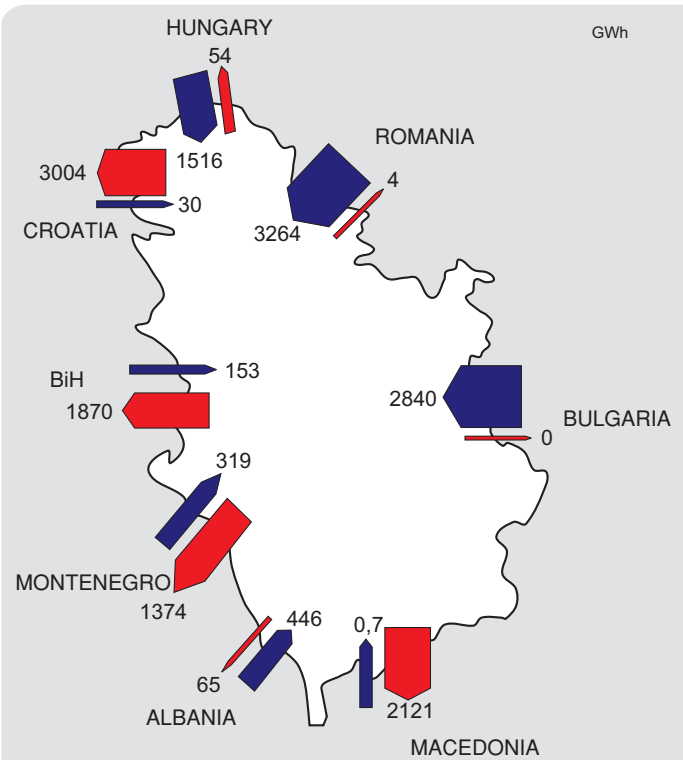 HUNGARY
GWh
54
ROMANIA
1516
3004
4
30
3264
CROATIA
153
BiH
1870
2840
BULGARIA
0
319
MONTENEGRO
1374
446
0,7
65
2121
ALBANIA
MACEDONIA